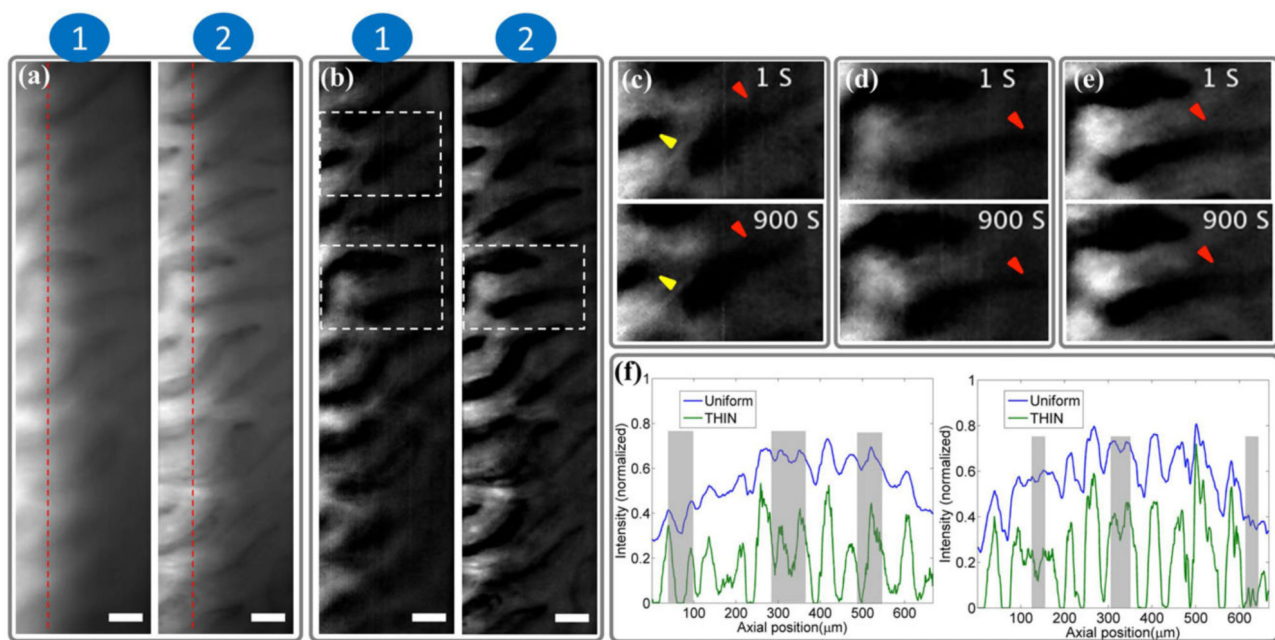 1
2
1
2
(a)
(b)
(c)
1 S
900 S
(d)
1 S
900 S
(e)
1 S
900 S
(f)
Intensity (normalized)
1
0.8
0.6
0.4
0.2
0
Uniform
THIN
100 200 300 400 500 600
Axial position(μm)
Intensity (normalized)
1
0.8
0.6
0.4
0.2
0
Uniform
THIN
0 100 200 300 400 500 600
Axial position(μm)